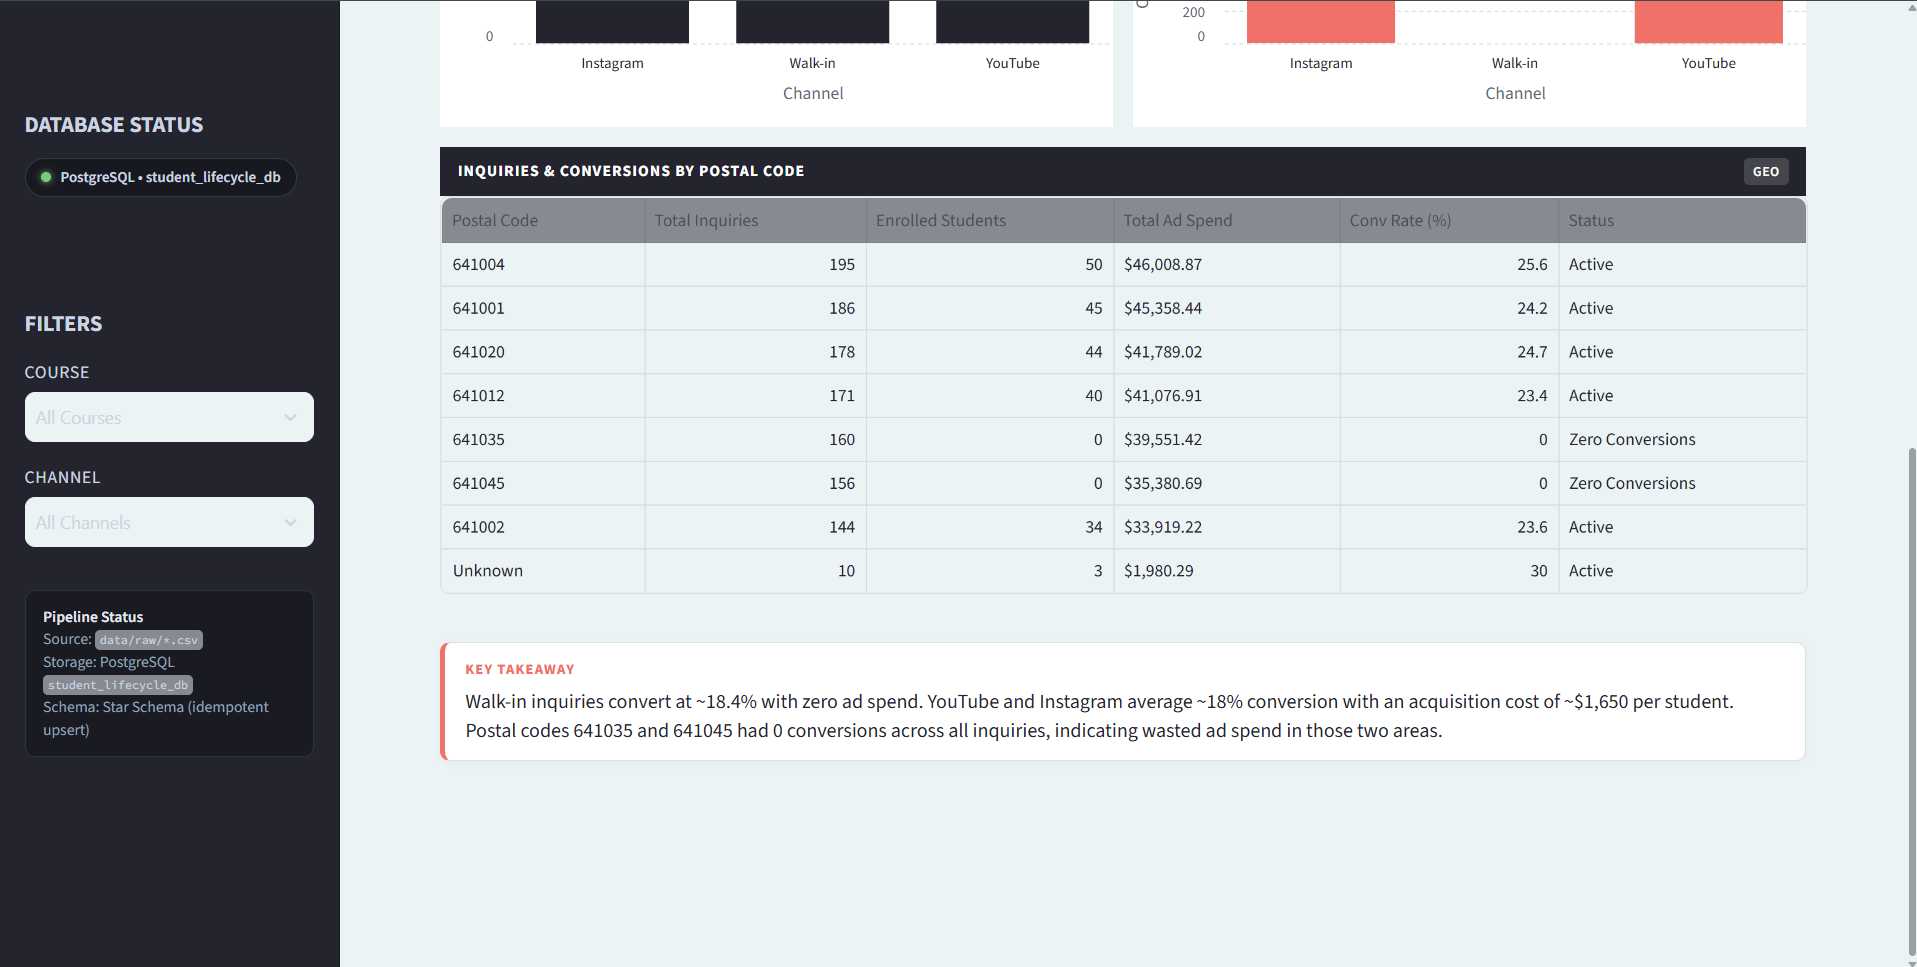 DATABASE STATUS
PostgreSQL • student_lifecycle_db
FILTERS
COURSE
All Courses
CHANNEL
All Channels
Pipeline Status
Source: data/raw/*.csv
Storage: PostgreSQL
student_lifecycle_db
Schema: Star Schema (idempotent
upsert)
0
Instagram Walk-in YouTube
Channel
200
0
Instagram Walk-in YouTube
Channel
INQUIRIES & CONVERSIONS BY POSTAL CODE GEO
Postal Code Total Inquiries Enrolled Students Total Ad Spend Conv Rate (%) Status
641004 195 50 $46,008.87 25.6 Active
641001 186 45 $45,358.44 24.2 Active
641020 178 44 $41,789.02 24.7 Active
641012 171 40 $41,076.91 23.4 Active
641035 160 0 $39,551.42 0 Zero Conversions
641045 156 0 $35,380.69 0 Zero Conversions
641002 144 34 $33,919.22 23.6 Active
Unknown 10 3 $1,980.29 30 Active
KEY TAKEAWAY
Walk-in inquiries convert at ~18.4% with zero ad spend. YouTube and Instagram average ~18% conversion with an acquisition cost of ~$1,650 per student.
Postal codes 641035 and 641045 had 0 conversions across all inquiries, indicating wasted ad spend in those two areas.